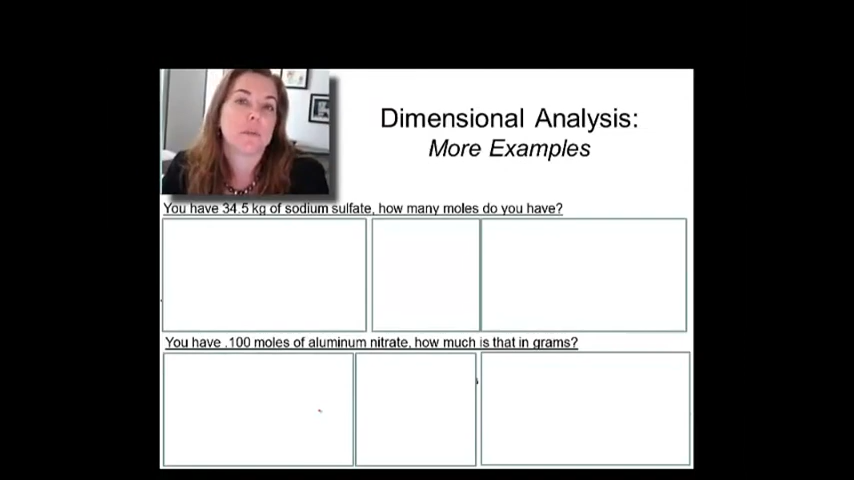 Dimensional Analysis:
More Examples
You have 34.5 kg of sodium sulfate, how many moles do you have?
You have .100 moles of aluminum nitrate, how much is that in grams?